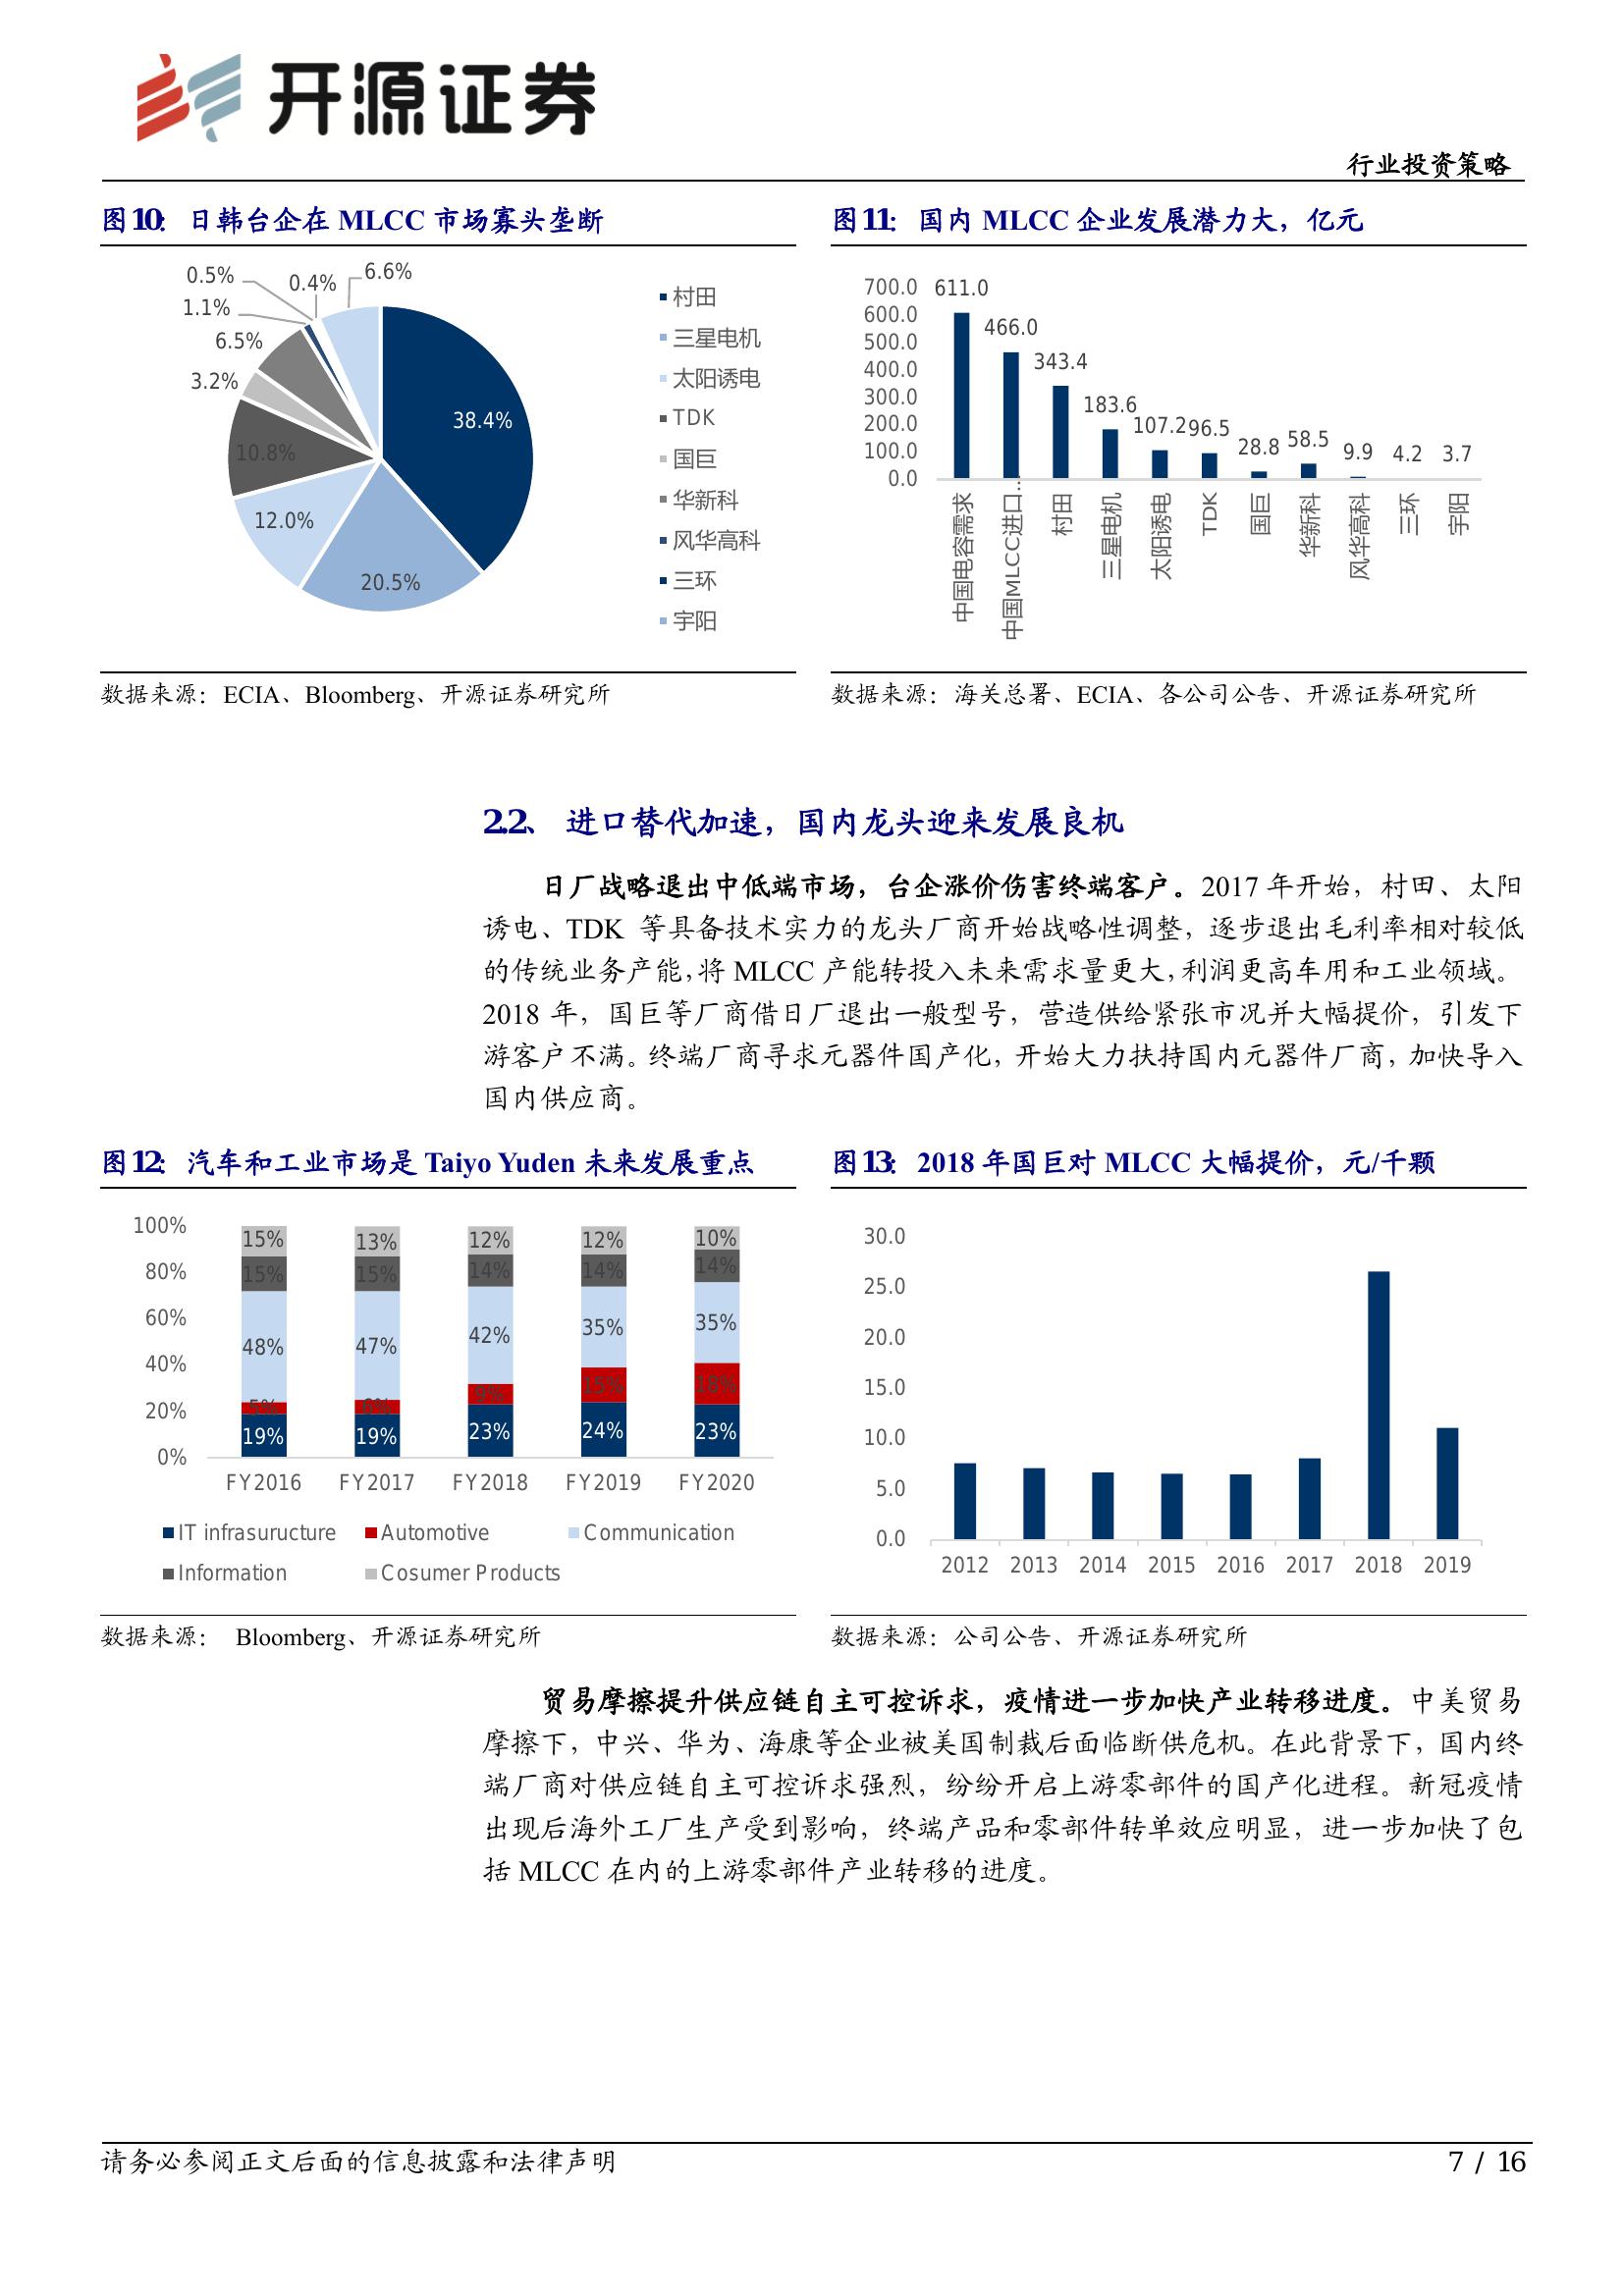 开源证券
行业投资策略
图10: 日韩台企在 MLCC 市场寡头垄断
0.5%
0.4%
6.6%
1.1%
6.5%
3.2%
10.8%
12.0%
20.5%
38.4%
村田
三星电机
太阳诱电
TDK
国巨
华新科
风华高科
三环
宇阳
数据来源：ECIA、Bloomberg、开源证券研究所
图11: 国内 MLCC 企业发展潜力大，亿元
700.0
600.0
500.0
400.0
300.0
200.0
100.0
0.0
611.0
466.0
343.4
183.6
107.2
96.5
28.8
58.5
9.9
4.2
3.7
中国电容需求
中国MLCC进口…
村田
三星电机
太阳诱电
TDK
国巨
华新科
风华高科
三环
宇阳
数据来源：海关总署、ECIA、各公司公告、开源证券研究所
2.2、 进口替代加速，国内龙头迎来发展良机
日厂战略退出中低端市场，台企涨价伤害终端客户。2017 年开始，村田、太阳
诱电、TDK 等具备技术实力的龙头厂商开始战略性调整，逐步退出毛利率相对较低
的传统业务产能，将 MLCC 产能转投入未来需求量更大，利润更高车用和工业领域。
2018 年，国巨等厂商借日厂退出一般型号，营造供给紧张市况并大幅提价，引发下
游客户不满。终端厂商寻求元器件国产化，开始大力扶持国内元器件厂商，加快导入
国内供应商。
图12: 汽车和工业市场是 Taiyo Yuden 未来发展重点
100%
80%
60%
40%
20%
0%
15%
15%
48%
5%
19%
13%
15%
47%
6%
19%
12%
14%
42%
9%
23%
12%
14%
35%
15%
24%
10%
14%
35%
18%
23%
FY2016 FY2017 FY2018 FY2019 FY2020
IT infrasuructure Automotive Communication
Information Cosumer Products
数据来源： Bloomberg、开源证券研究所
图13: 2018 年国巨对 MLCC 大幅提价，元/千颗
30.0
25.0
20.0
15.0
10.0
5.0
0.0
2012 2013 2014 2015 2016 2017 2018 2019
数据来源：公司公告、开源证券研究所
贸易摩擦提升供应链自主可控诉求，疫情进一步加快产业转移进度。中美贸易
摩擦下，中兴、华为、海康等企业被美国制裁后面临断供危机。在此背景下，国内终
端厂商对供应链自主可控诉求强烈，纷纷开启上游零部件的国产化进程。新冠疫情
出现后海外工厂生产受到影响，终端产品和零部件转单效应明显，进一步加快了包
括 MLCC 在内的上游零部件产业转移的进度。
请务必参阅正文后面的信息披露和法律声明
7 / 16